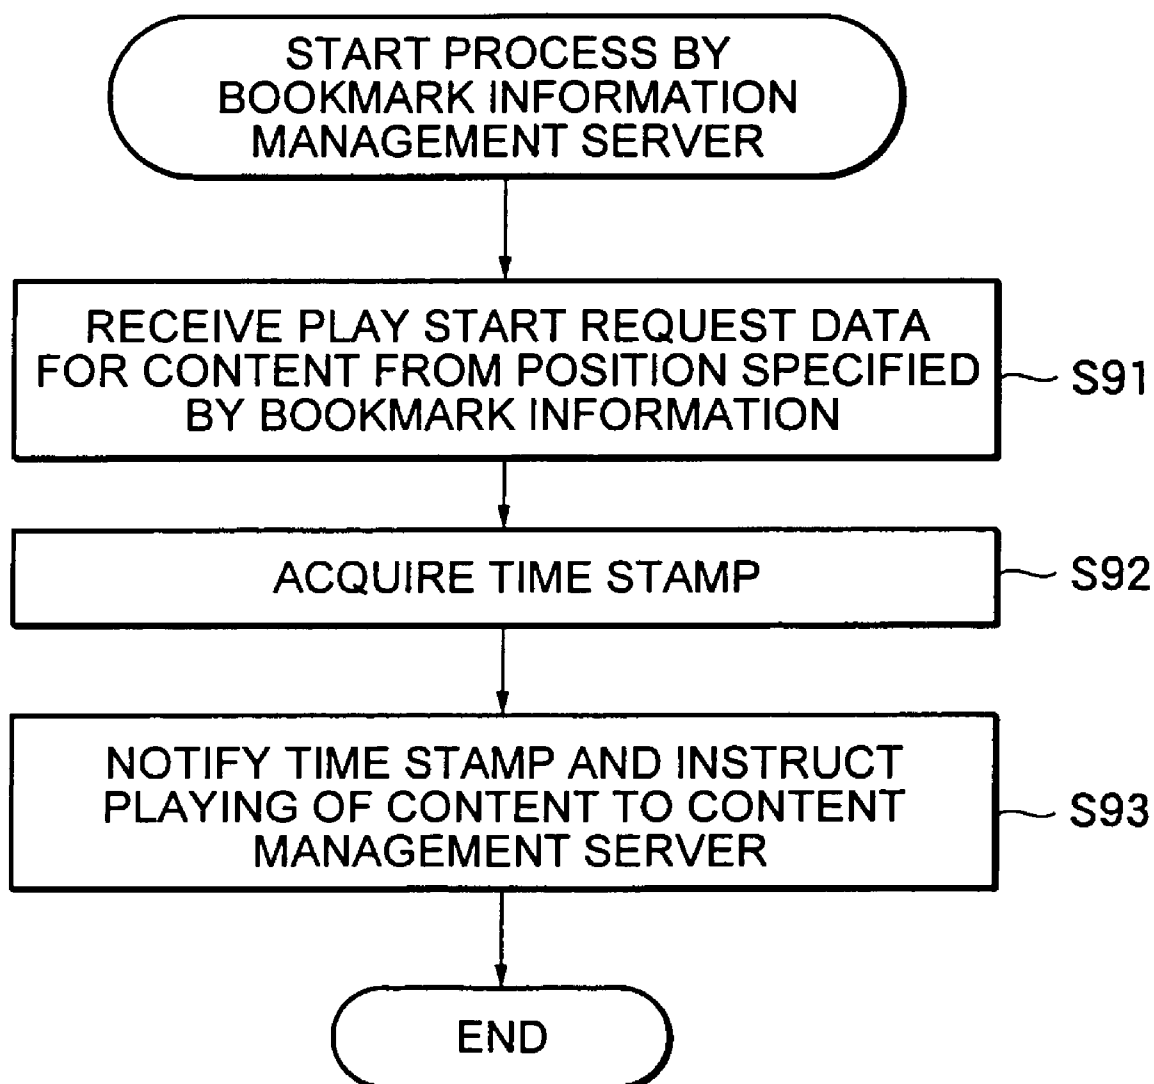 START PROCESS BY
BOOKMARK INFORMATION
MANAGEMENT SERVER
RECEIVE PLAY START REQUEST DATA
FOR CONTENT FROM POSITION SPECIFIED
BY BOOKMARK INFORMATION
S91
ACQUIRE TIME STAMP
S92
NOTIFY TIME STAMP AND INSTRUCT
PLAYING OF CONTENT TO CONTENT
MANAGEMENT SERVER
S93
END